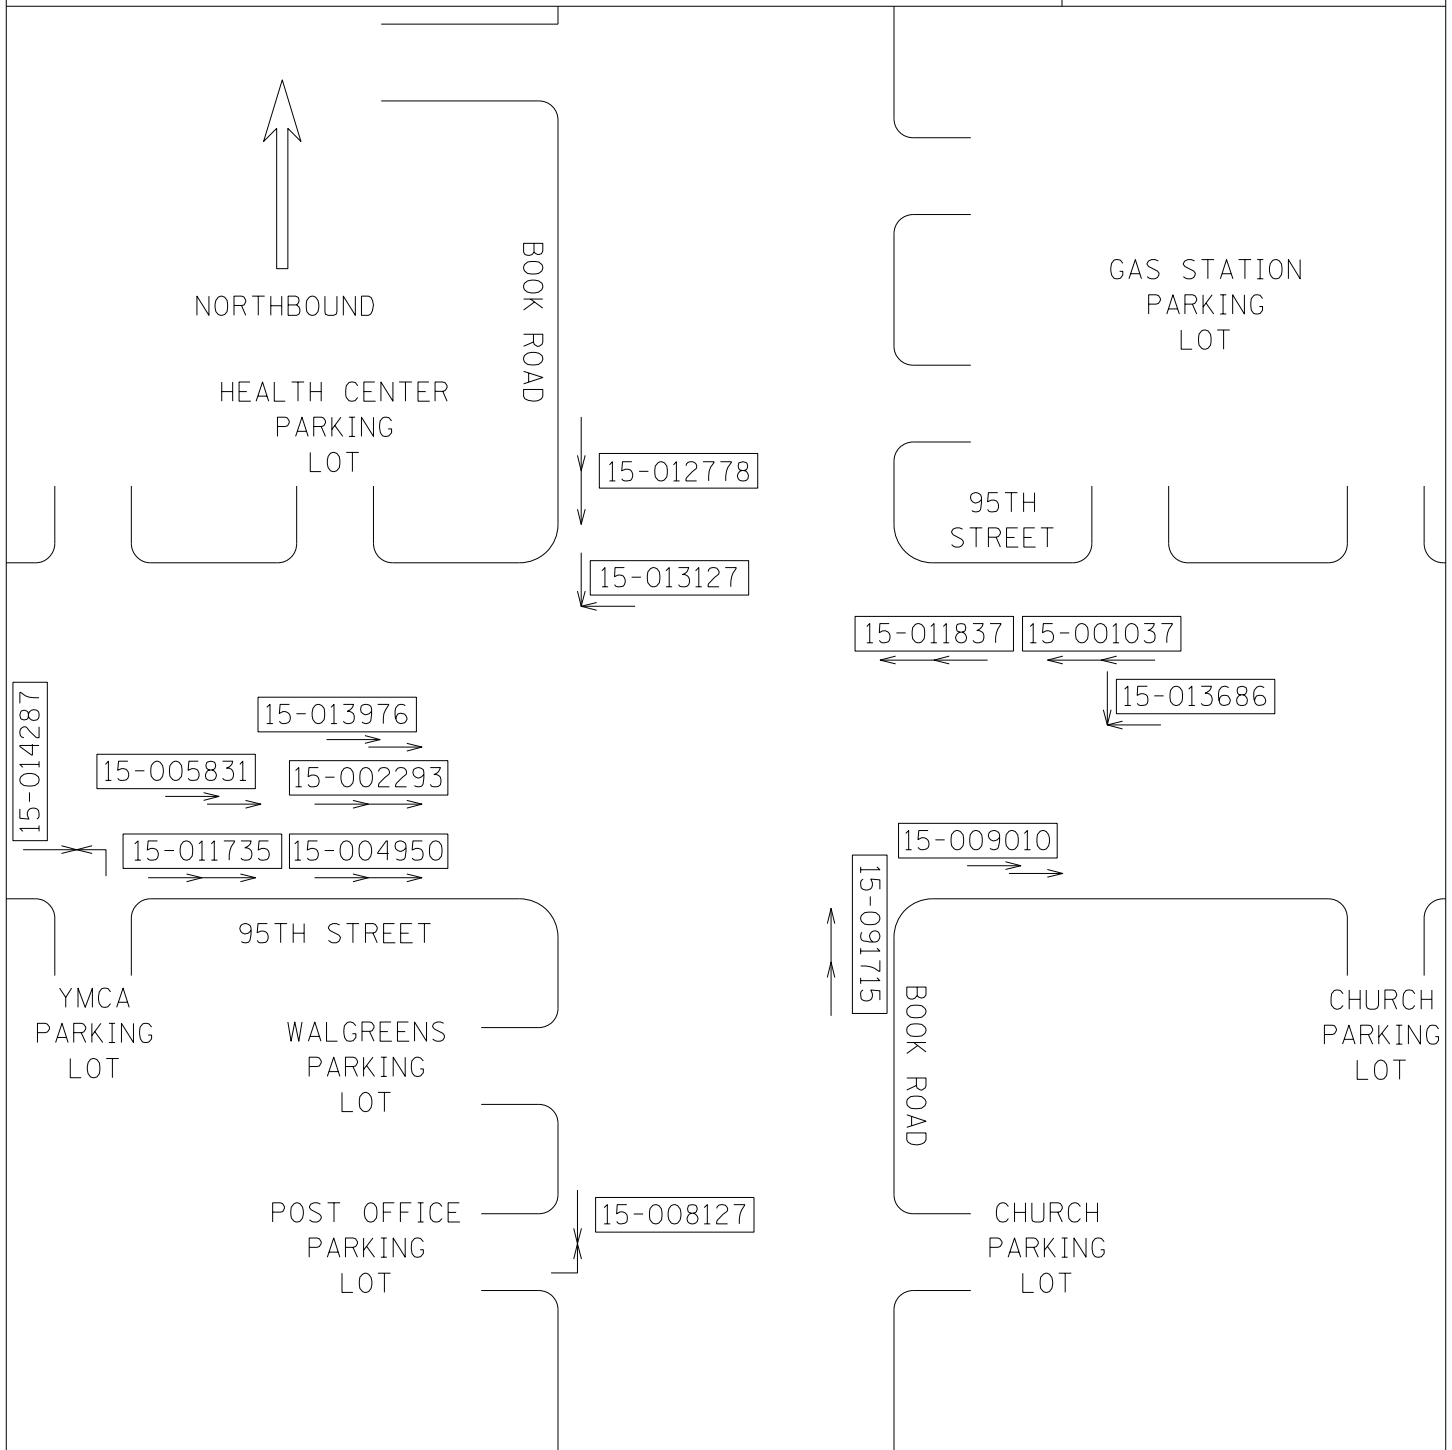 NORTHBOUND
BOOK ROAD
GAS STATION
PARKING
LOT
HEALTH CENTER
PARKING
LOT
15-012778
95TH
STREET
15-013127
15-011837
15-001037
15-013686
15-014287
15-013976
15-005831
15-002293
15-011735
15-004950
15-009010
15-091715
95TH STREET
YMCA
PARKING
LOT
WALGREENS
PARKING
LOT
BOOK ROAD
CHURCH
PARKING
LOT
POST OFFICE
PARKING
LOT
15-008127
CHURCH
PARKING
LOT